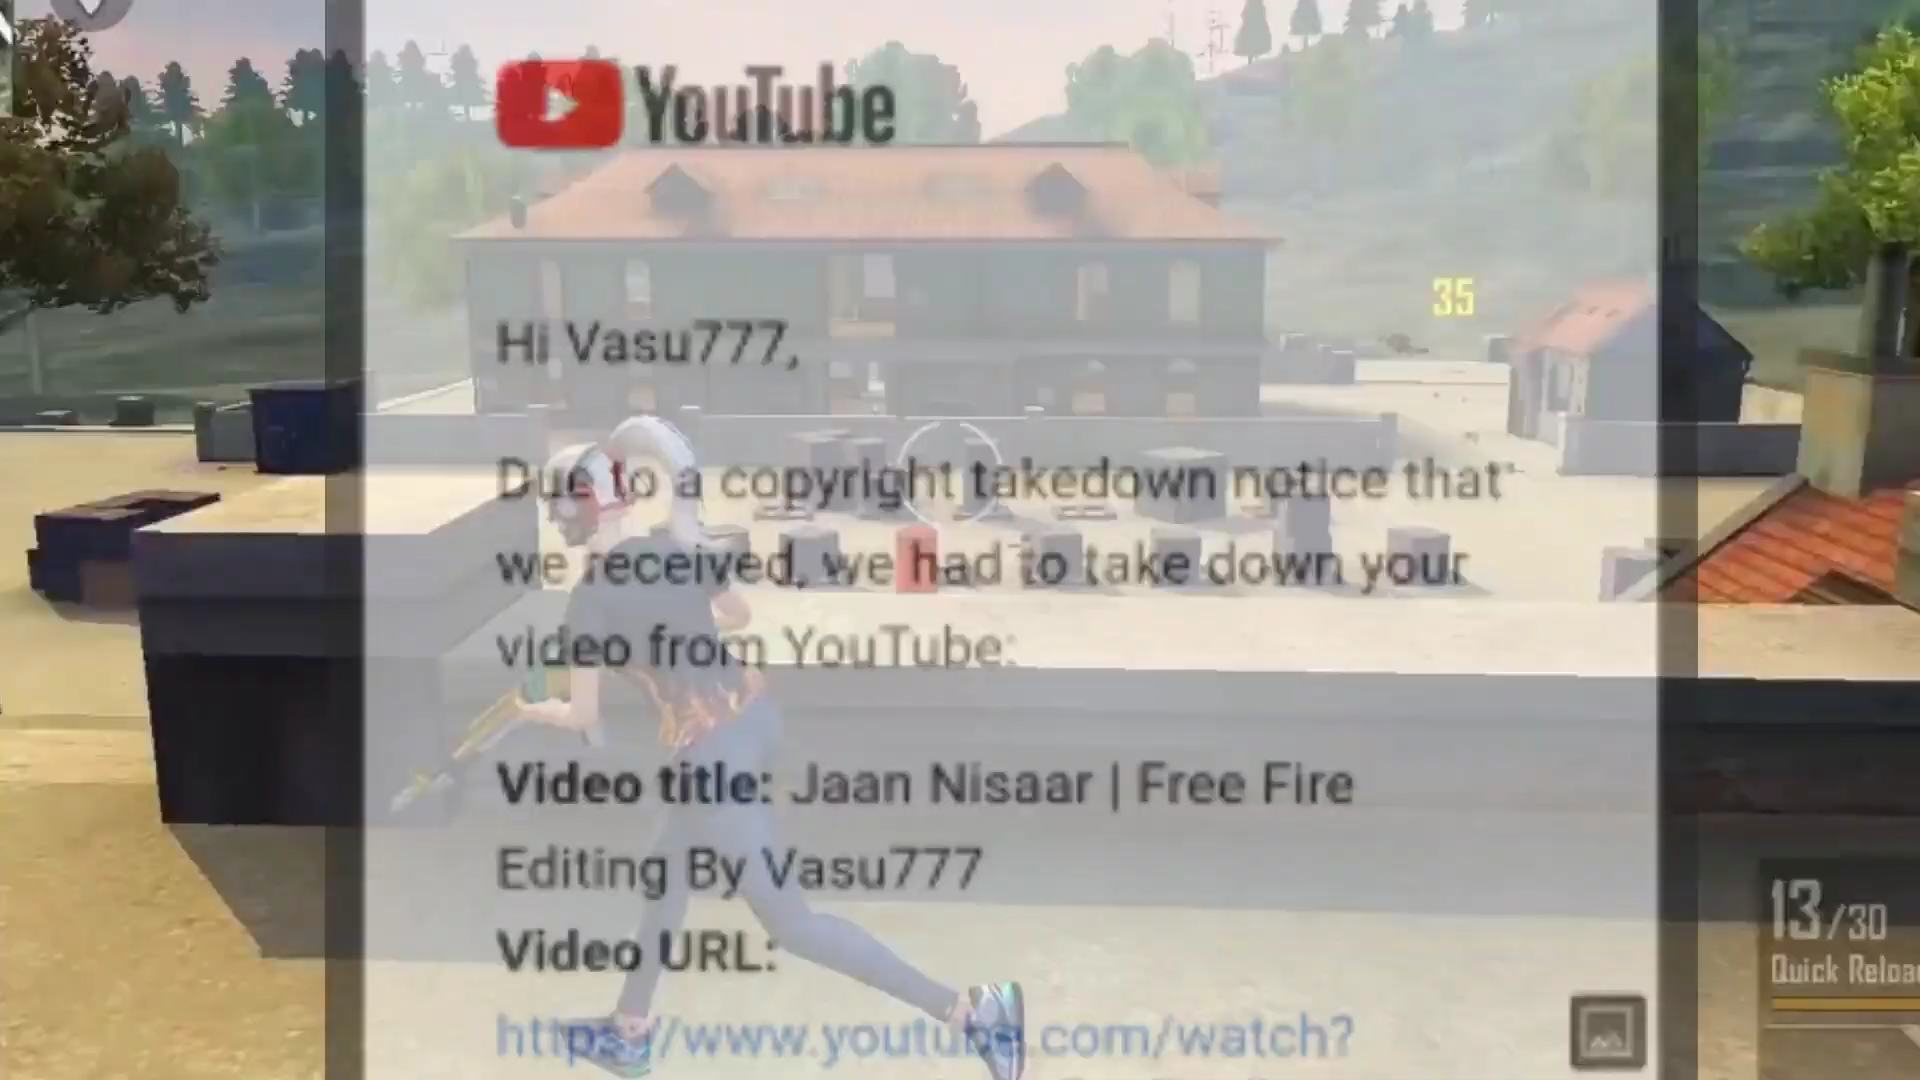 YouTube
35
Hi Vasu777,
Due to a copyright takedown notice that
we received, we had to take down your
video from YouTube:
Video title: Jaan Nisaar | Free Fire
Editing By Vasu777
Video URL:
https://www.youtube.com/watch?
13/30
Quick Reloa